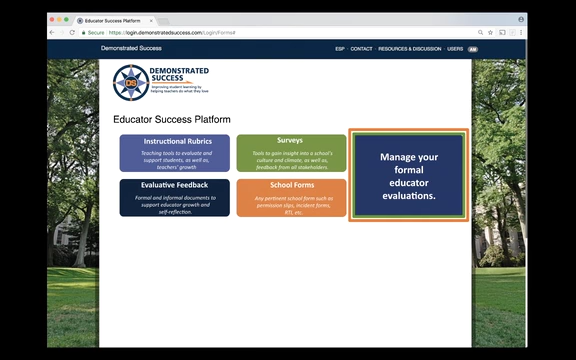 Educator Success Platform
Secure
https://login.demonstratedsuccess.com/Login/Forms#
Demonstrated Success
ESP
CONTACT
RESOURCES & DISCUSSION
USERS
DEMONSTRATED
SUCCESS
Improving student learning by
helping teachers do what they love
DS
Educator Success Platform
Instructional Rubrics
Teaching tools to evaluate and
support students, as well as,
teachers' growth
Surveys
Tools to gain insight into a school's
culture and climate, as well as,
feedback from all stakeholders.
Evaluative Feedback
Formal and informal documents to
support educator growth and
self-reflection.
School Forms
Any pertinent school form such as
permission slips, incident forms,
RTI, etc.
Manage your
formal
educator
evaluations.